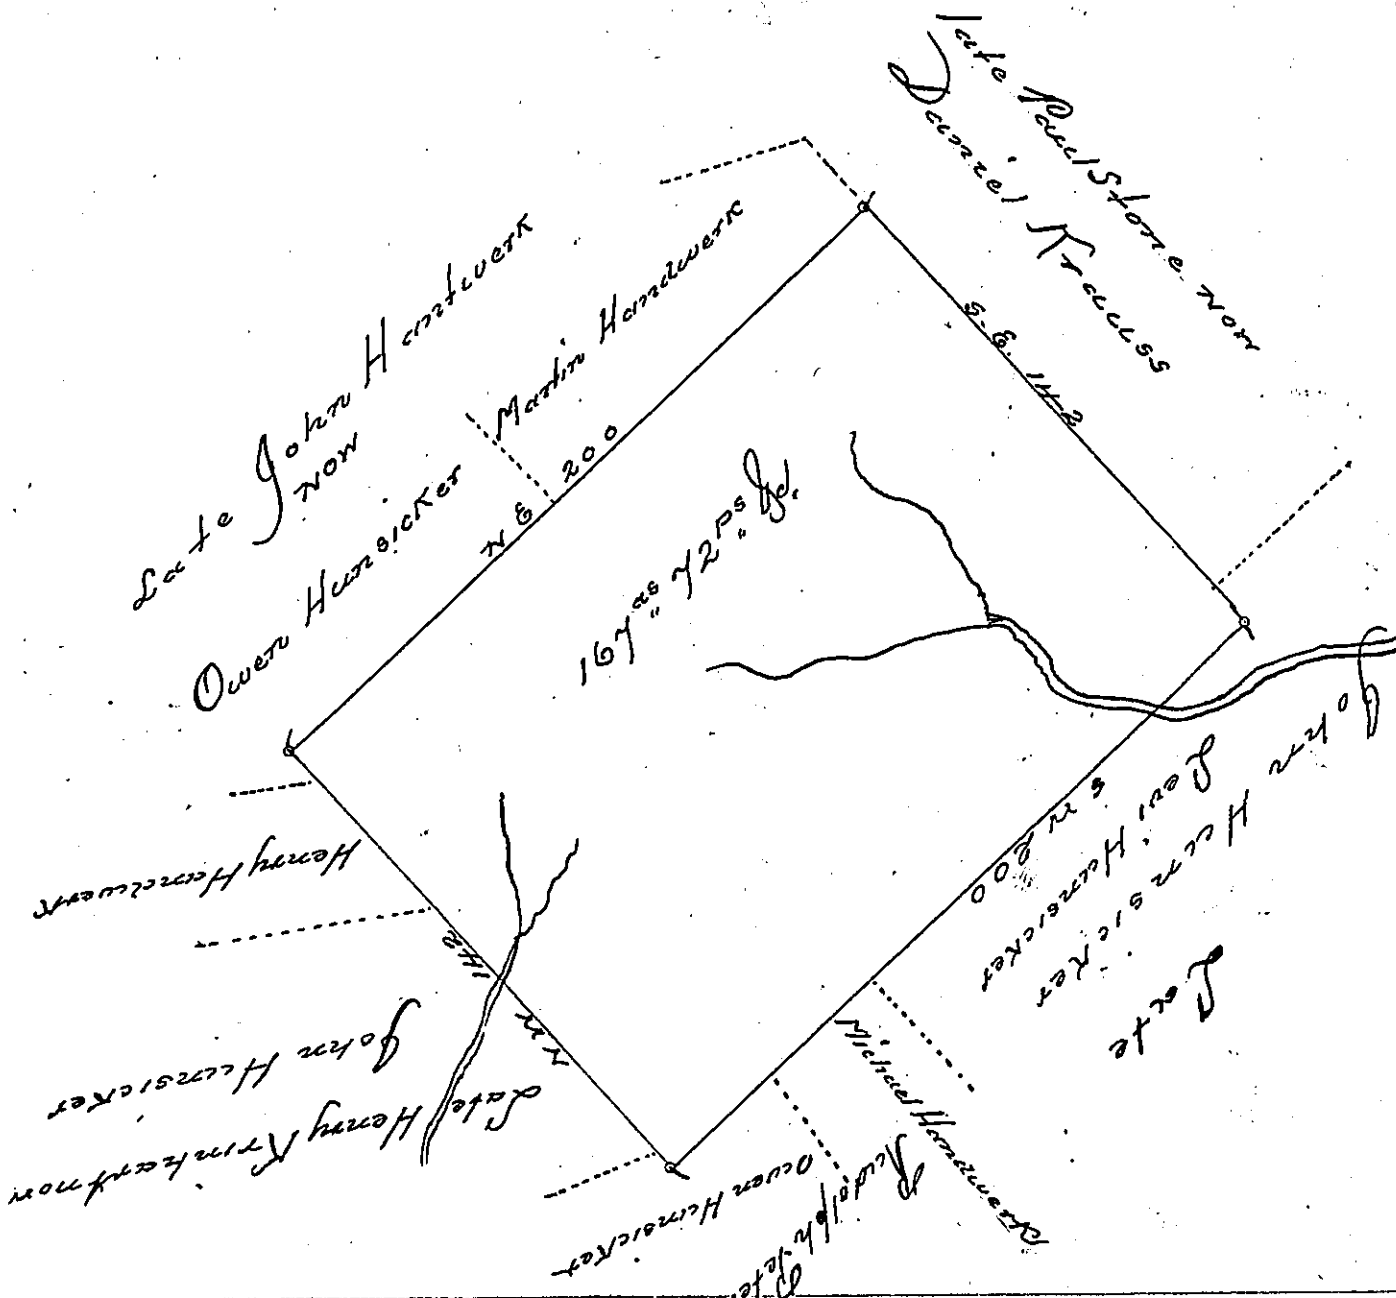 Late Paul Stone now
Daniel Krauss
Late John Hantwerk
now
Owen Hunsicker
Martin Handwerk
N E 200
S. E. 142
167 as 72 Ps
John Hunsicker
Late
Levi Hunsicker
S W 200
Michael Handwerk
Rudolph Peter
Owen Hunsicker
N W 142
Henry Handwerk
Late Henry now
John Hunsicker